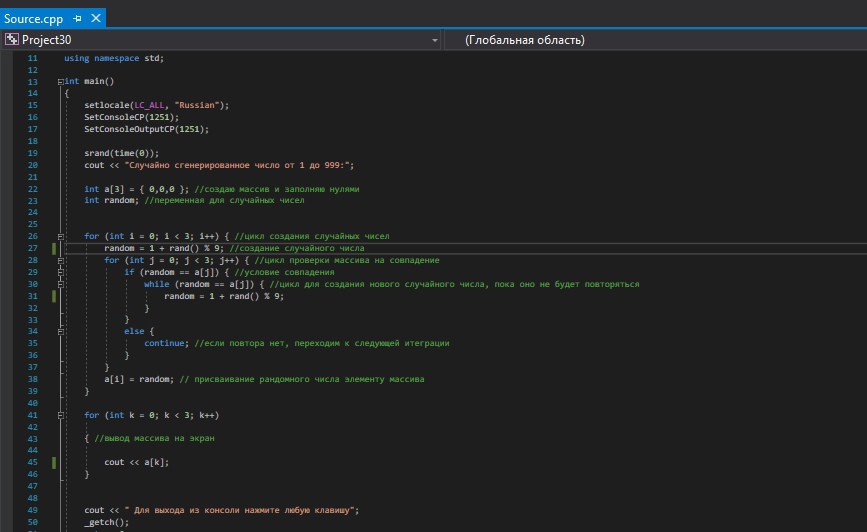 Source.cpp
Project30
(Глобальная область)
11 using namespace std;
12
13 int main()
14 {
15 setlocale(LC_ALL, "Russian");
16 SetConsoleCP(1251);
17 SetConsoleOutputCP(1251);
18
19 srand(time(0));
20 cout << "Случайно сгенерированное число от 1 до 999:";
21
22 int a[3] = { 0,0,0 }; //создаю массив и заполняю нулями
23 int random; //переменная для случайных чисел
24
25
26 for (int i = 0; i < 3; i++) { //цикл создания случайных чисел
27 random = 1 + rand() % 9; //создание случайного числа
28 for (int j = 0; j < 3; j++) { //цикл проверки массива на совпадение
29 if (random == a[j]) { //условие совпадения
30 while (random == a[j]) { //цикл для создания нового случайного числа, пока оно не будет повторяться
31 random = 1 + rand() % 9;
32 }
33 }
34 else {
35 continue; //если повтора нет, переходим к следующей итеграции
36 }
37 }
38 a[i] = random; // присваивание рандомного числа элементу массива
39 }
40
41 for (int k = 0; k < 3; k++)
42
43 { //вывод массива на экран
44
45 cout << a[k];
46 }
47
48
49 cout << " Для выхода из консоли нажмите любую клавишу";
50 _getch();